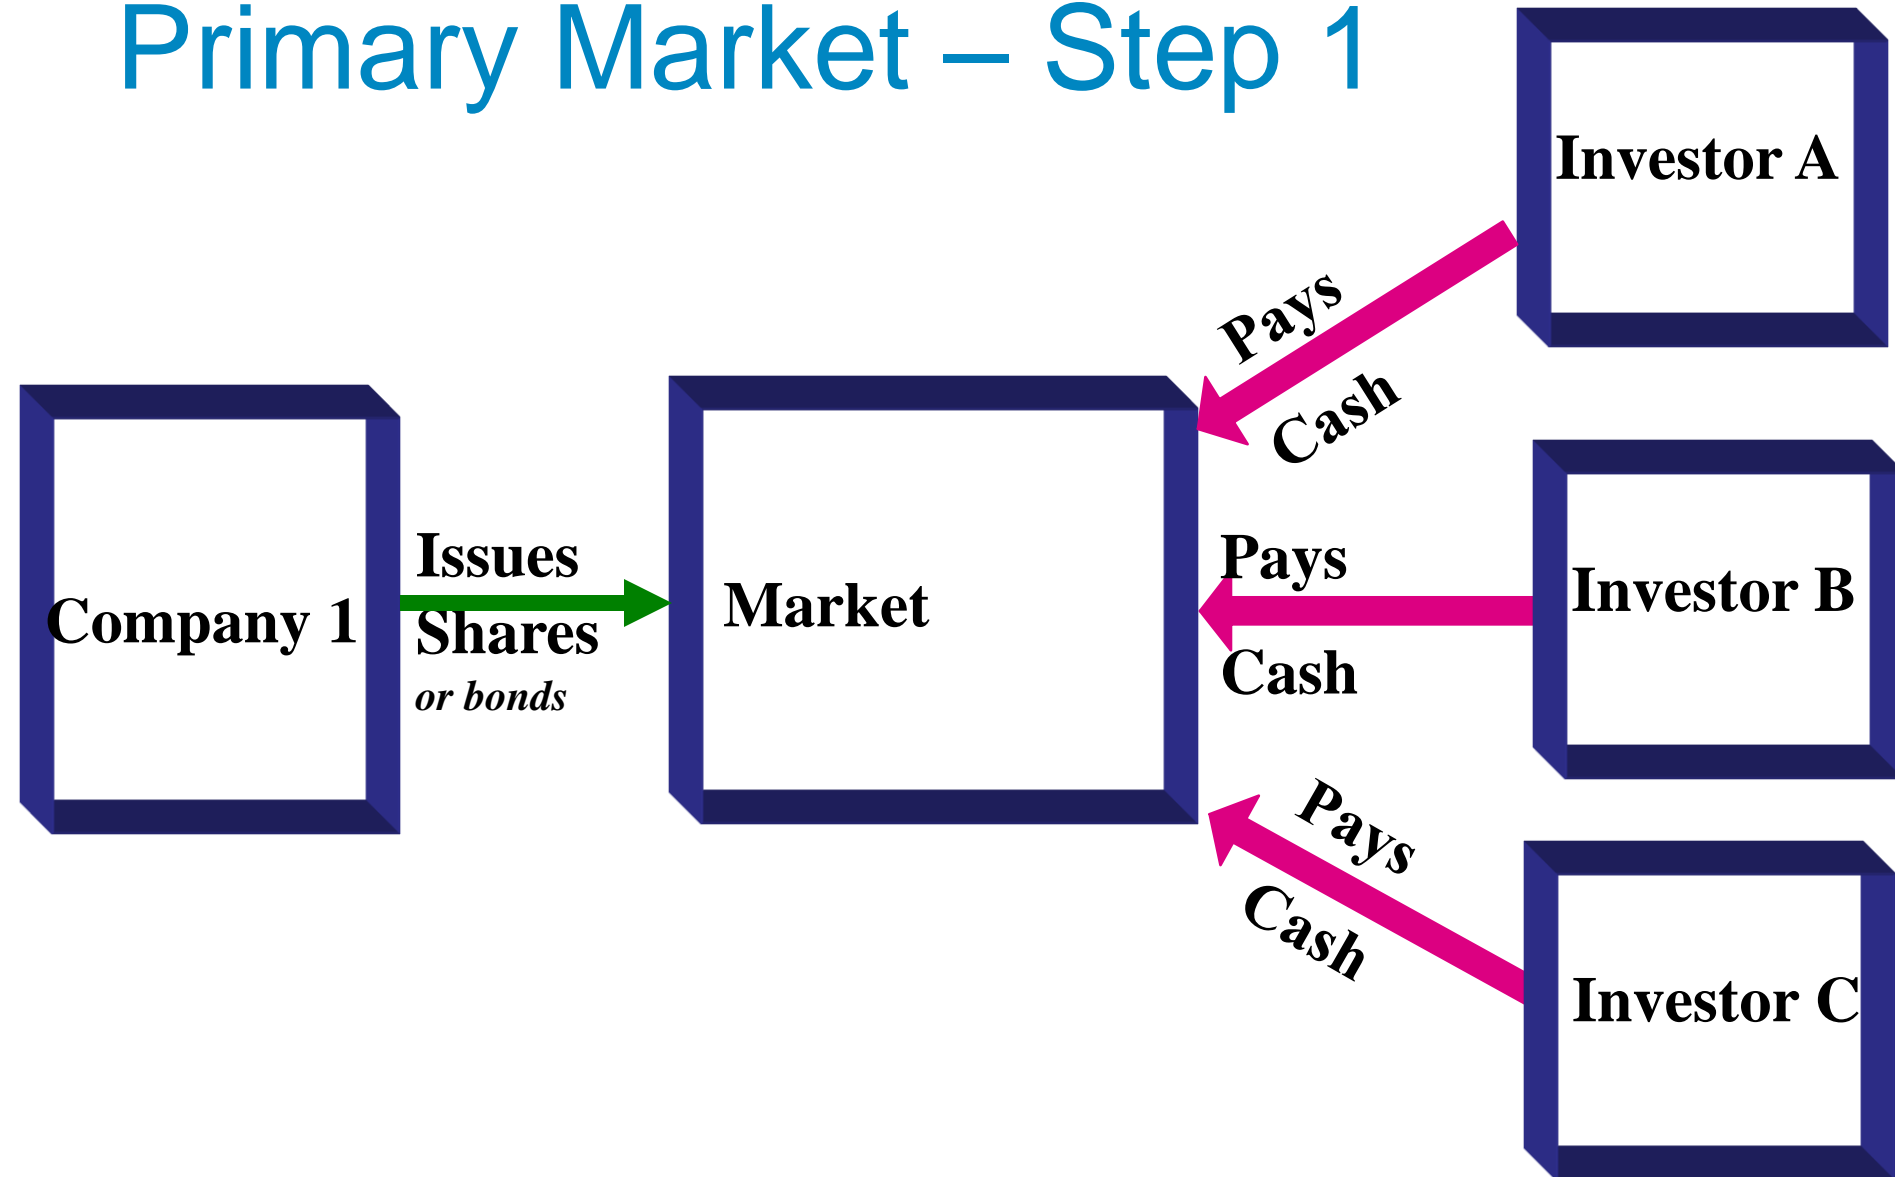 Primary Market – Step 1
Investor A
Pays
Cash
Company 1
Issues
Shares
or bonds
Market
Pays
Cash
Investor B
Pays
Cash
Investor C